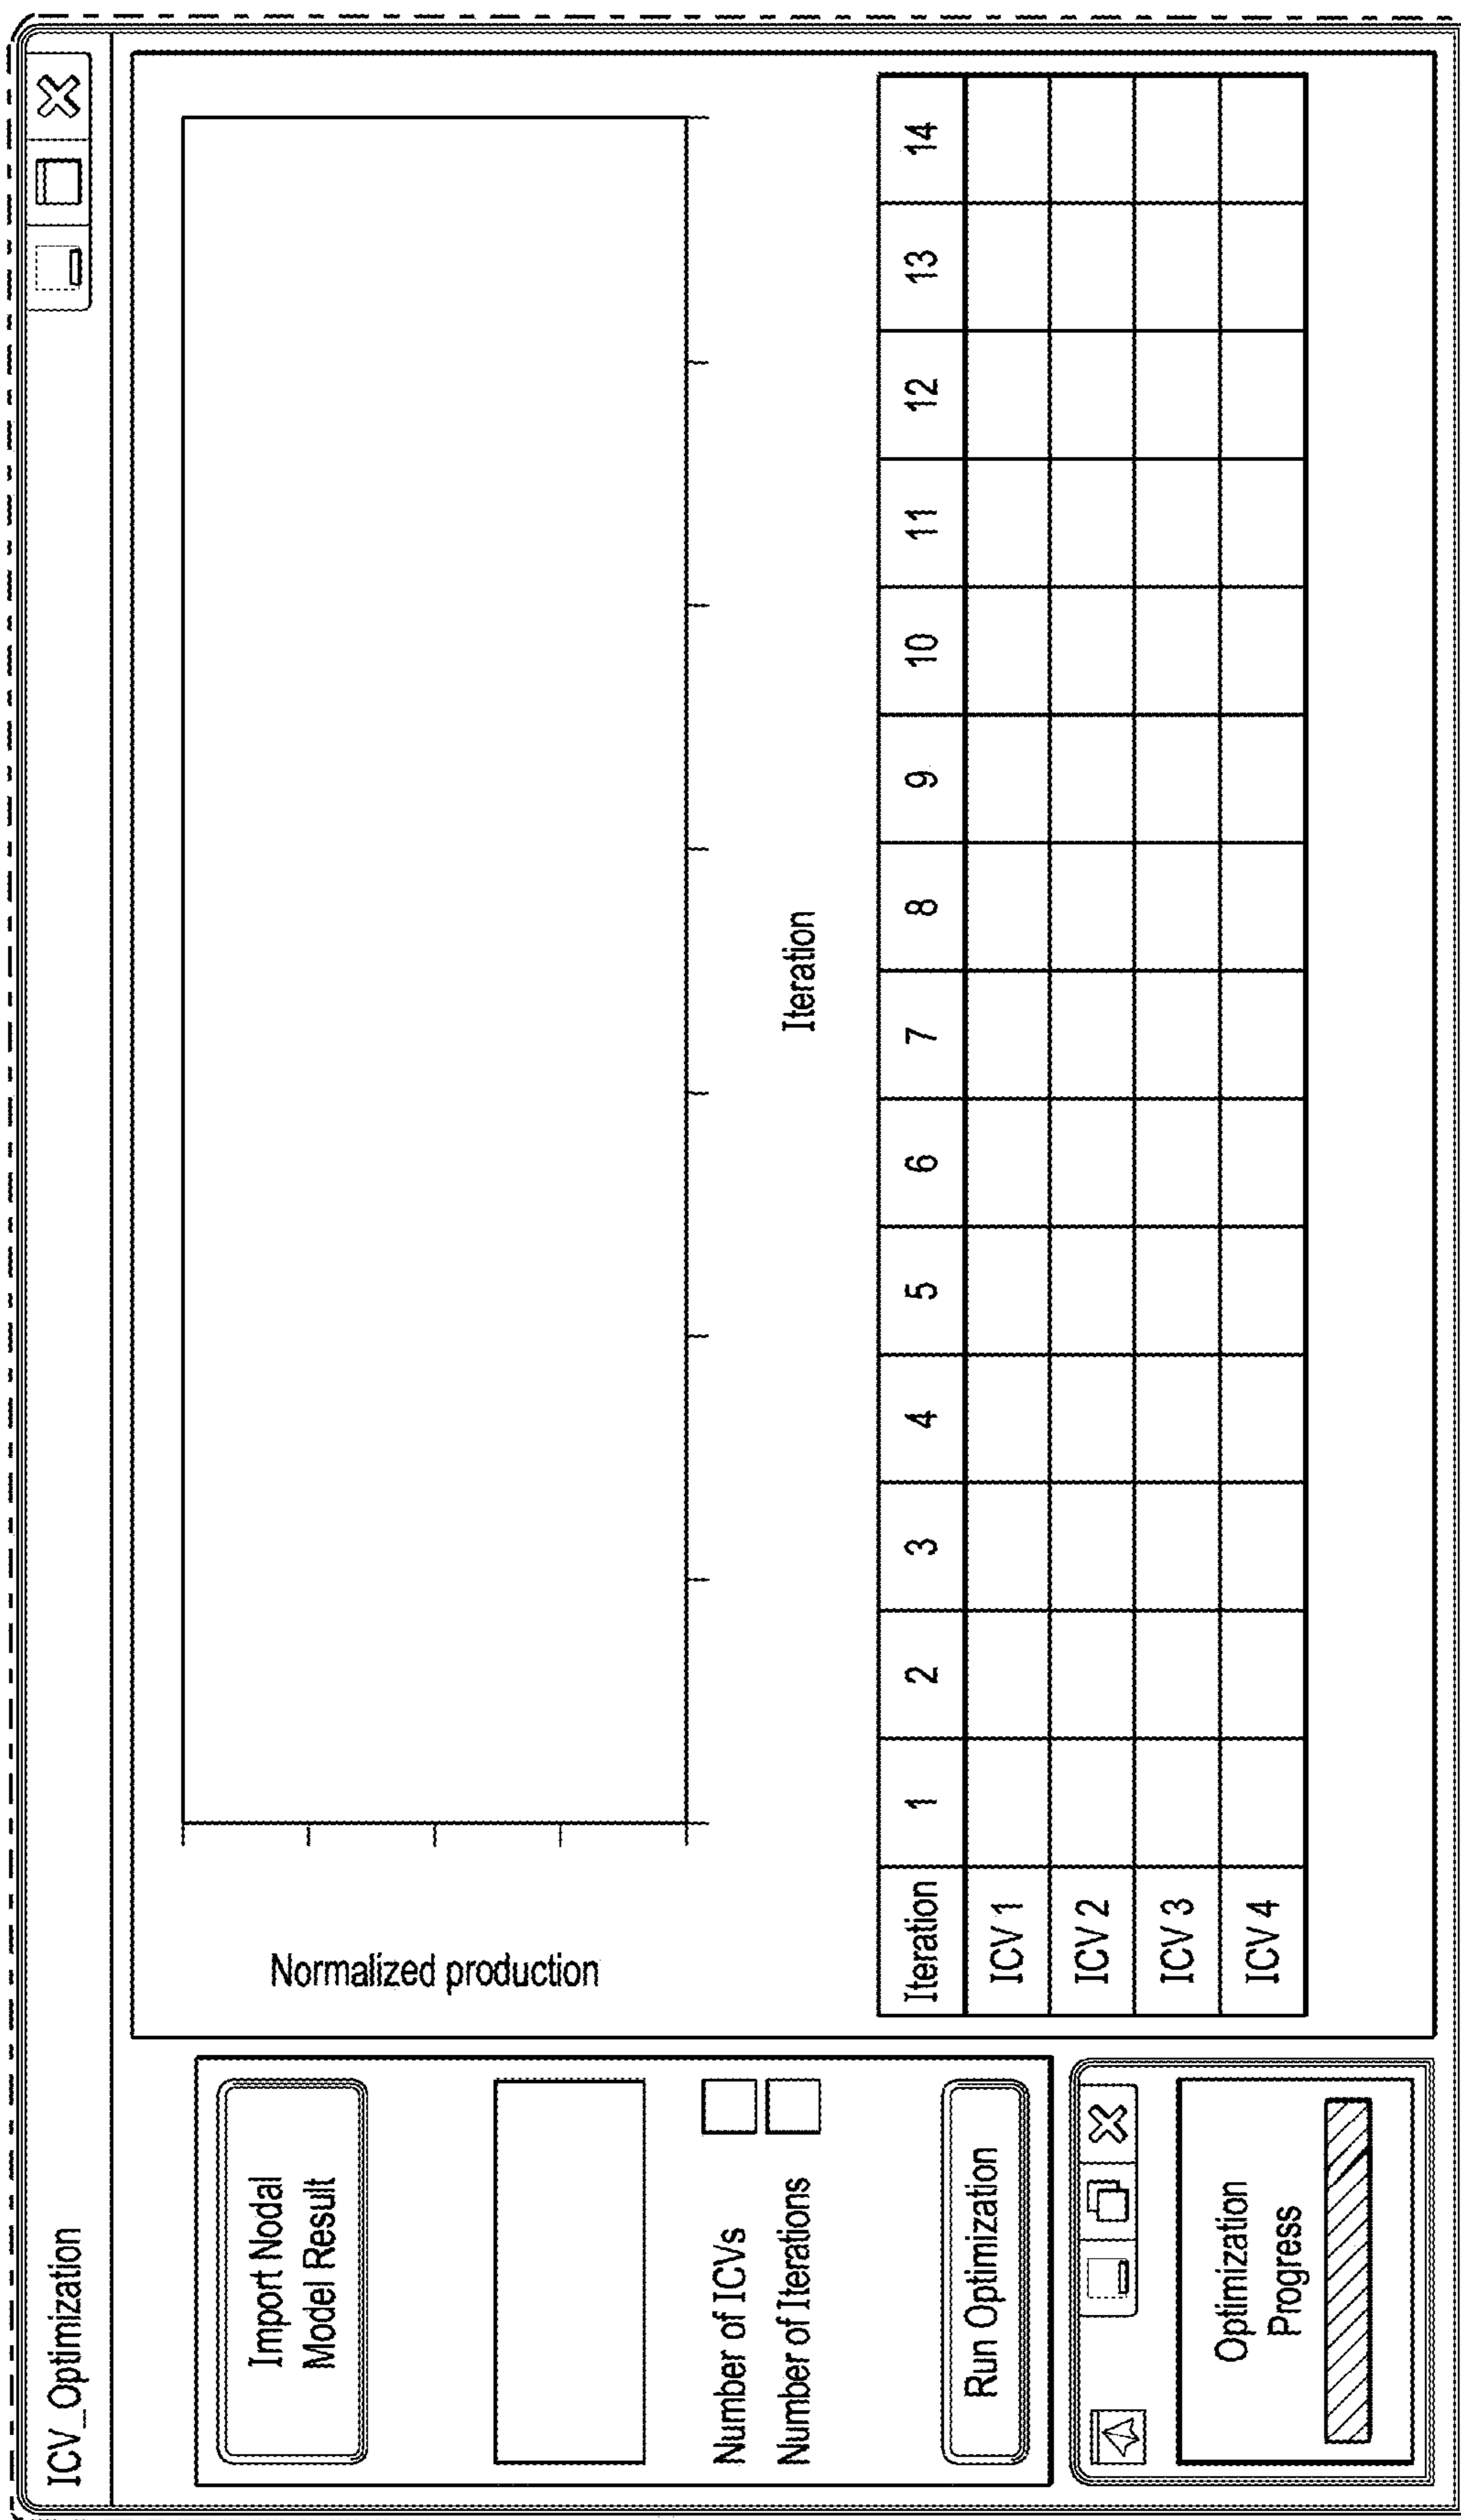 ICV_Optimization
Import Nodal
Model Result
Number of ICVs
Number of Iterations
Run Optimization
Optimization
Progress
Normalized production
Iteration
Iteration 1 2 3 4 5 6 7 8 9 10 11 12 13 14
ICV 1
ICV 2
ICV 3
ICV 4